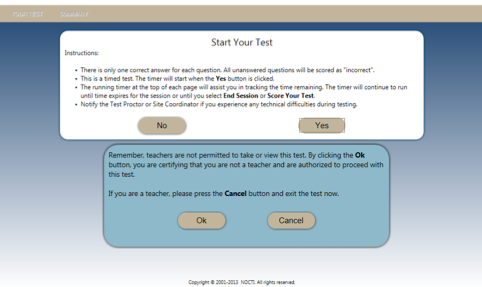 Start Your Test
Instructions:
• There is only one correct answer for each question. All unanswered questions will be scored as "incorrect".
• This is a timed test. The timer will start when the Yes button is clicked.
• The running timer at the top of each page will assist you in tracking the time remaining. The timer will continue to run
until time expires for the session or until you select End Session or Score Your Test.
• Notify the Test Proctor or Site Coordinator if you experience any technical difficulties during testing.
No Yes
Remember, teachers are not permitted to take or view this test. By clicking the Ok
button, you are certifying that you are not a teacher and are authorized to proceed with
this test.
If you are a teacher, please press the Cancel button and exit the test now.
Ok Cancel
Copyright © 2001-2013 NOCTI. All rights reserved.